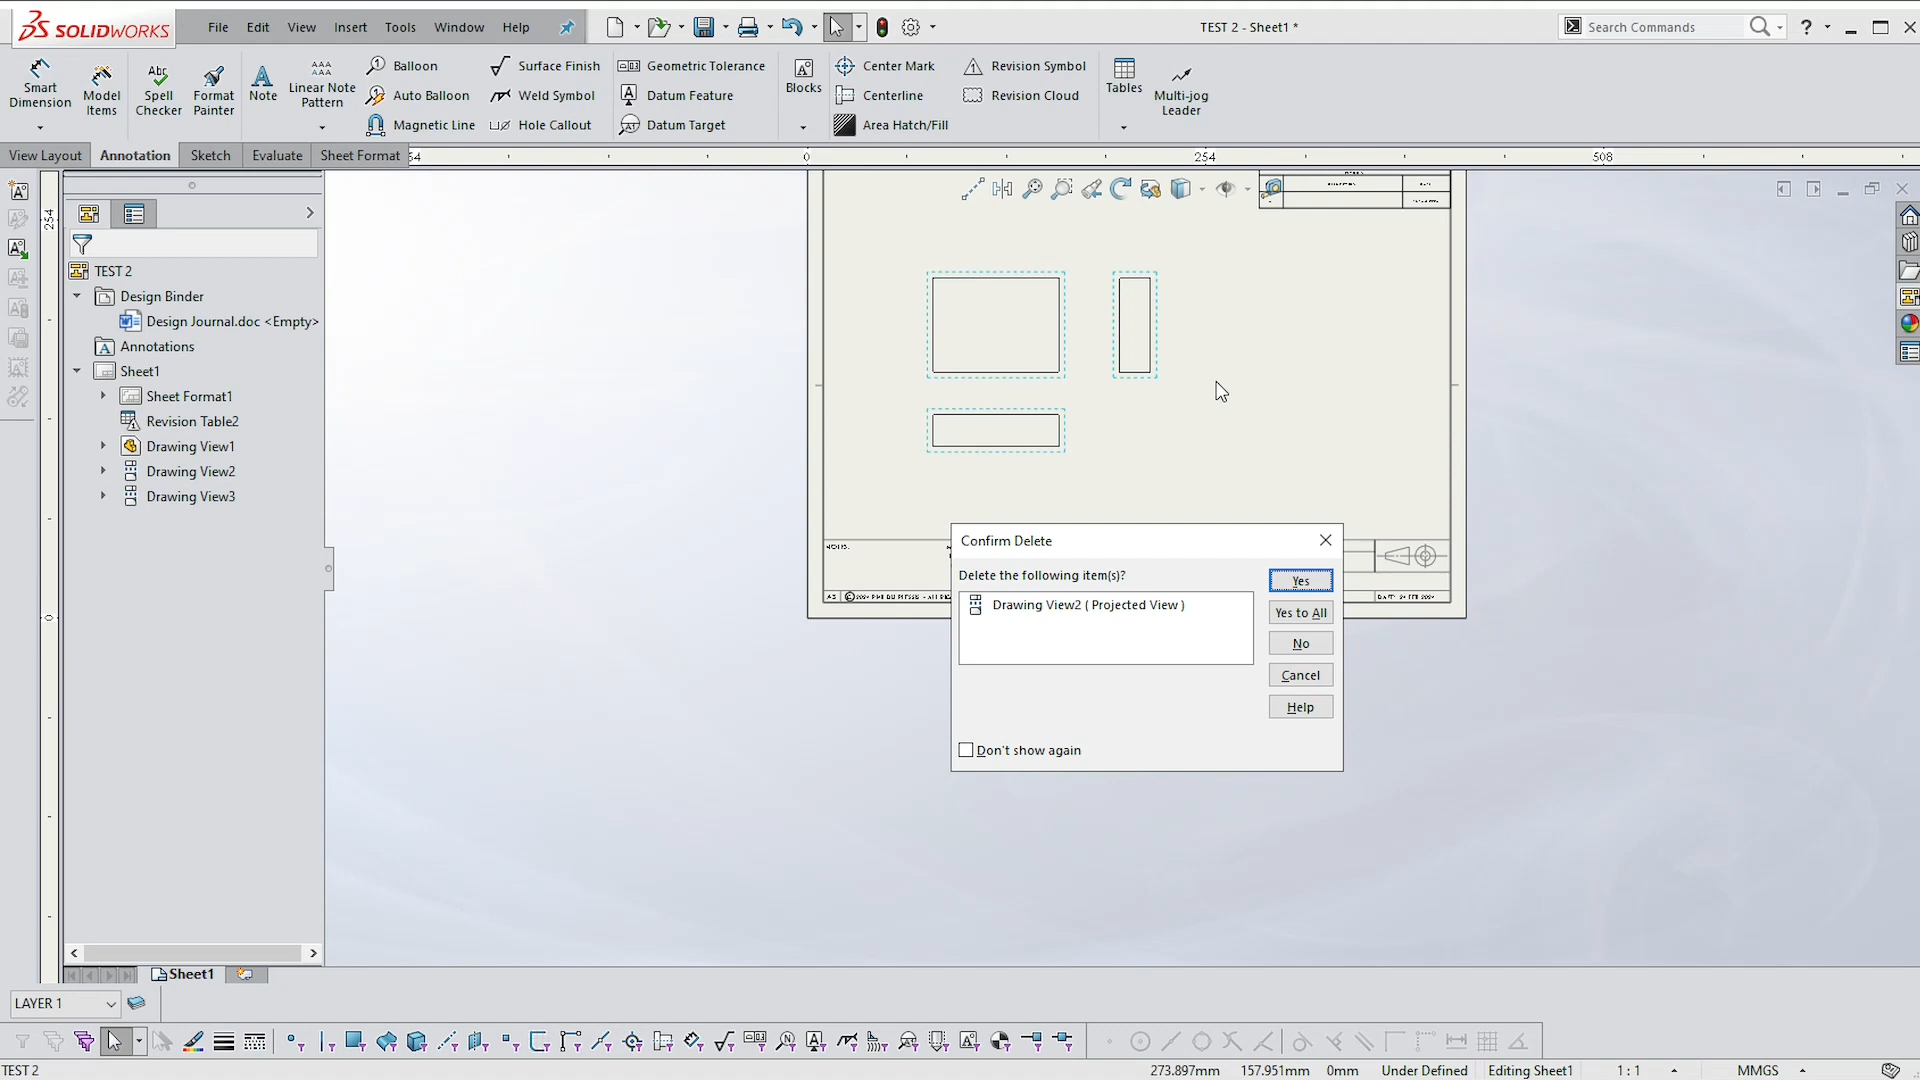 SOLIDWORKS
File Edit View Insert Tools Window Help
TEST 2 - Sheet1 *
Search Commands
?
Smart Dimension
Model Items
Abc
Spell Checker
Format Painter
Note
Linear Note Pattern
Balloon
Auto Balloon
Magnetic Line
Surface Finish
Weld Symbol
Hole Callout
Geometric Tolerance
Datum Feature
Datum Target
Blocks
Center Mark
Centerline
Area Hatch/Fill
Revision Symbol
Revision Cloud
Tables
Multi-jog Leader
View Layout Annotation Sketch Evaluate Sheet Format
54 0 254 508
254
0
TEST 2
Design Binder
Design Journal.doc <Empty>
Annotations
Sheet1
Sheet Format1
Revision Table2
Drawing View1
Drawing View2
Drawing View3
NOTES:
Confirm Delete
Delete the following item(s)?
Drawing View2 ( Projected View )
Yes
Yes to All
No
Cancel
Help
Don't show again
Sheet1
LAYER 1
TEST 2
273.897mm 157.951mm 0mm Under Defined Editing Sheet1 1 : 1 MMGS